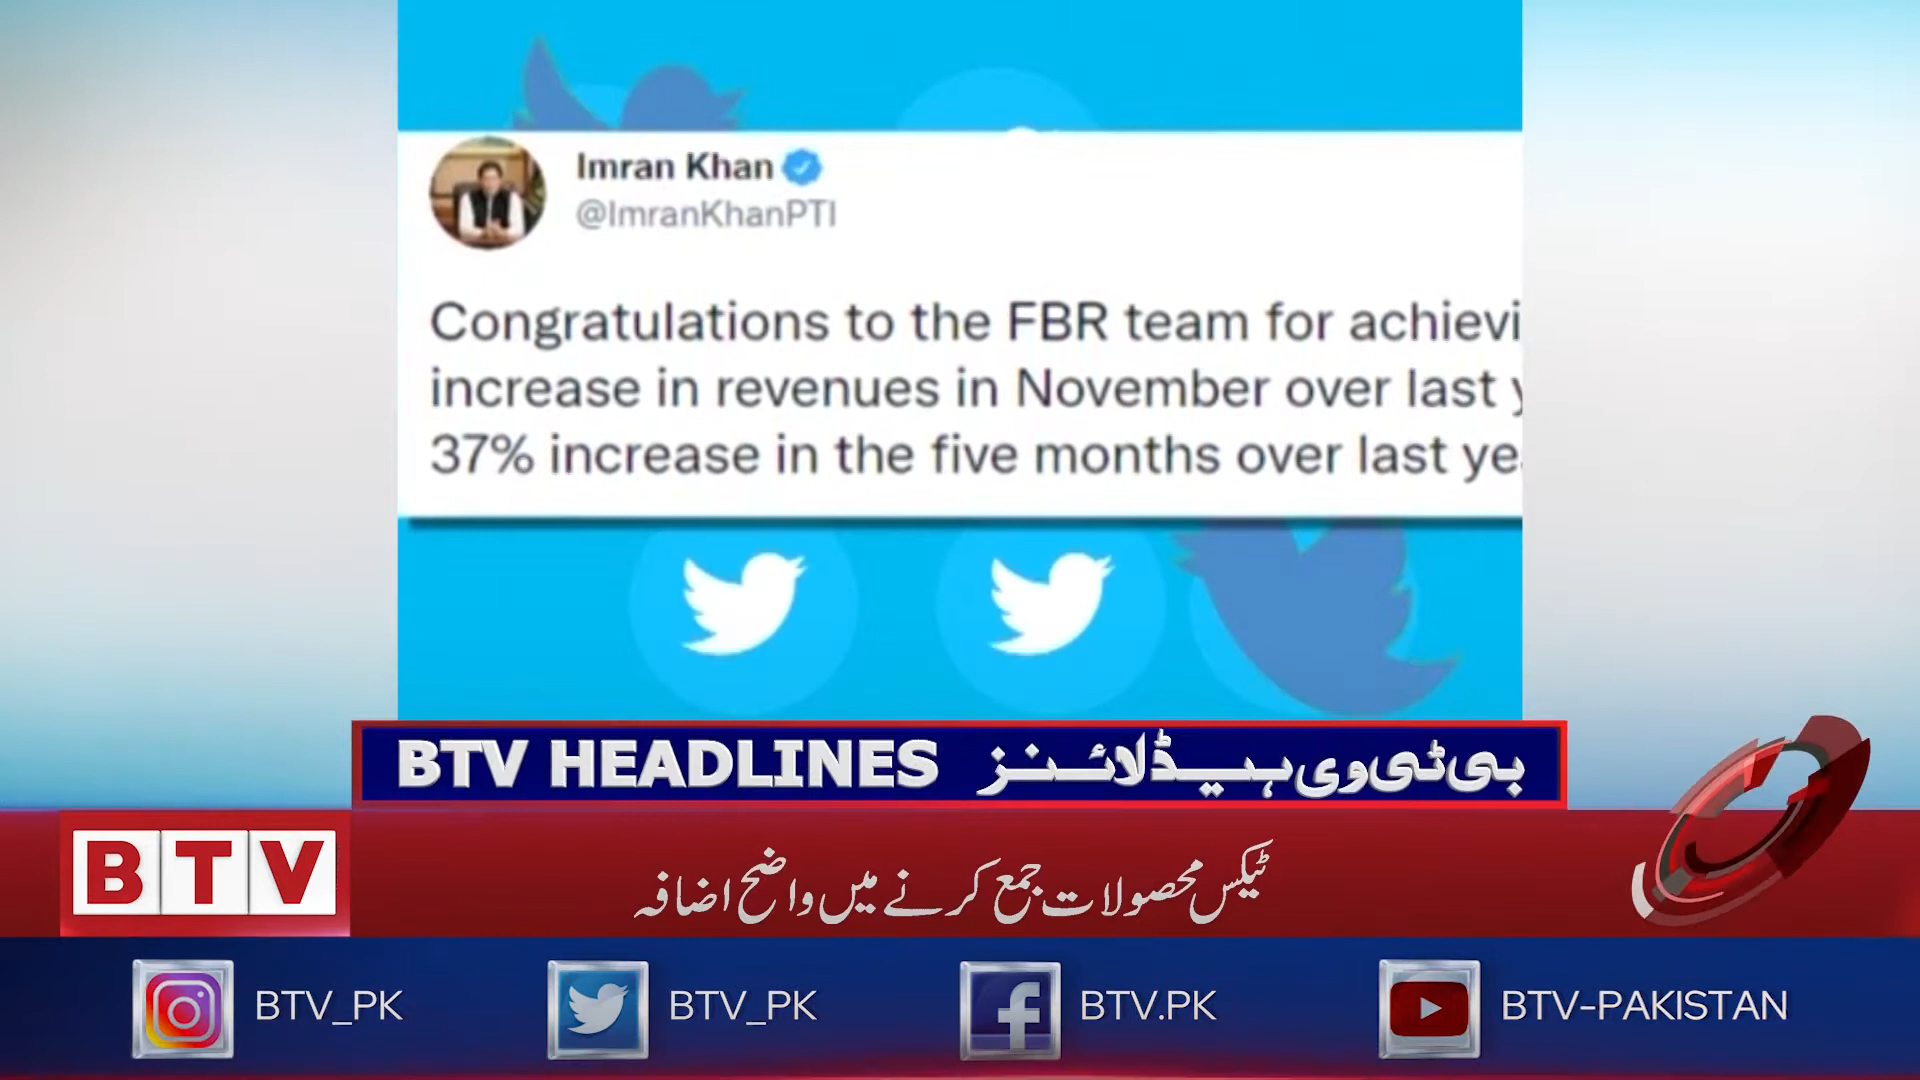 Imran Khan
@ImranKhanPTI
Congratulations to the FBR team for achievi
increase in revenues in November over last y
37% increase in the five months over last ye
BTV HEADLINES بی ٹی وی ہیڈ لائنز
BTV
ٹیکس محصولات جمع کرنے میں واضح اضافہ
BTV_PK BTV_PK BTV.PK BTV-PAKISTAN